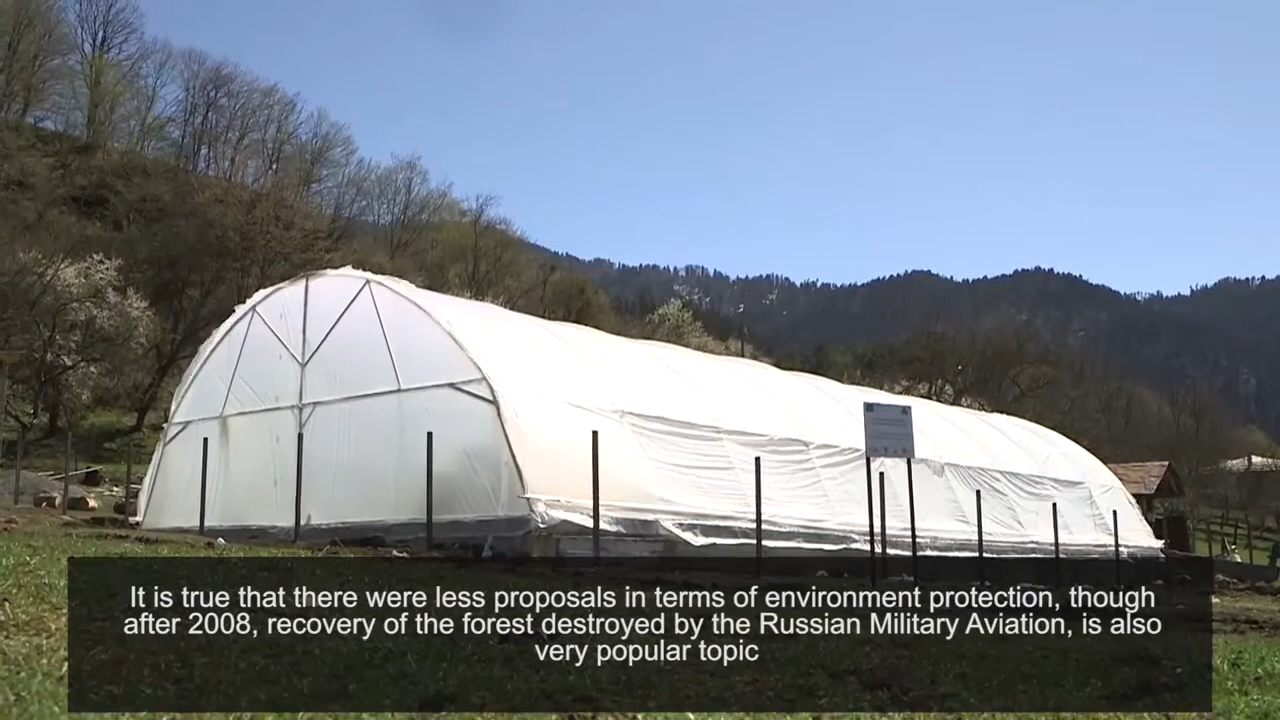 It is true that there were less proposals in terms of environment protection, though
after 2008, recovery of the forest destroyed by the Russian Military Aviation, is also
very popular topic